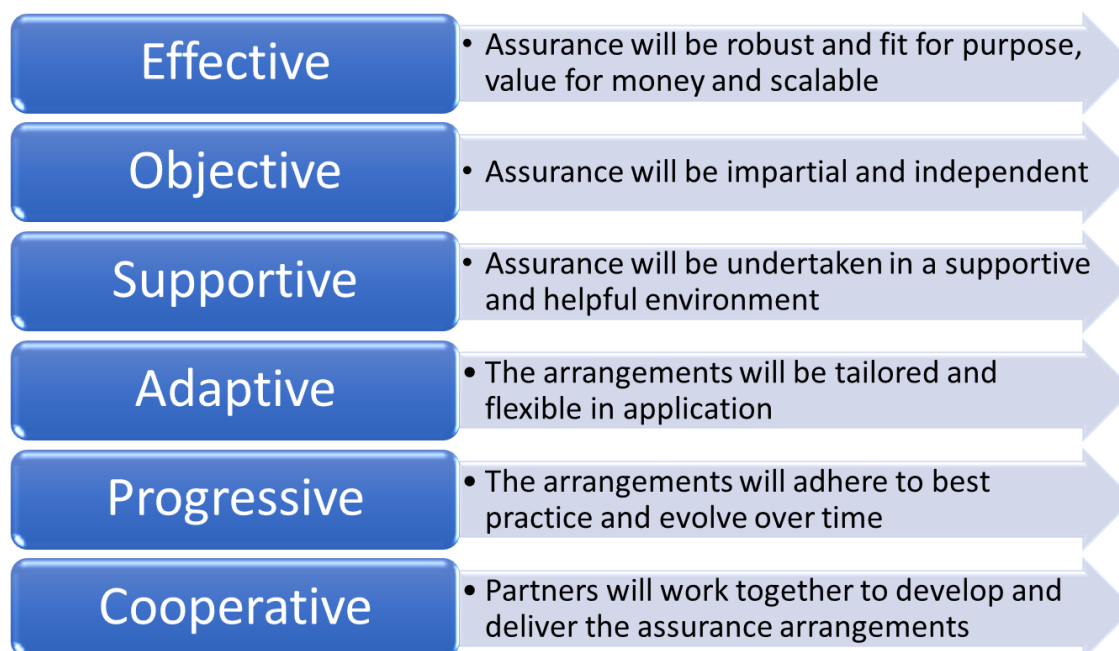 Effective
• Assurance will be robust and fit for purpose,
value for money and scalable
Objective
• Assurance will be impartial and independent
Supportive
• Assurance will be undertaken in a supportive
and helpful environment
Adaptive
• The arrangements will be tailored and
flexible in application
Progressive
• The arrangements will adhere to best
practice and evolve over time
Cooperative
• Partners will work together to develop and
deliver the assurance arrangements